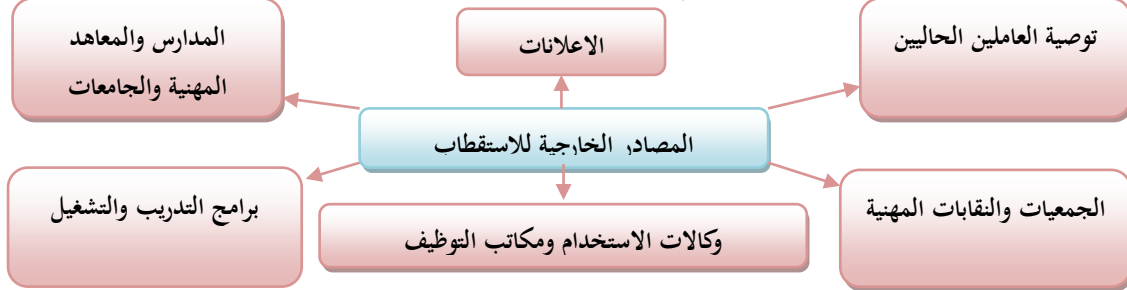 توصية العاملين الحاليين
الاعلانات
المدارس والمعاهد
المهنية والجامعات
المصادر الخارجية للاستقطاب
الجمعيات والنقابات المهنية
وكالات الاستخدام ومكاتب التوظيف
برامج التدريب والتشغيل